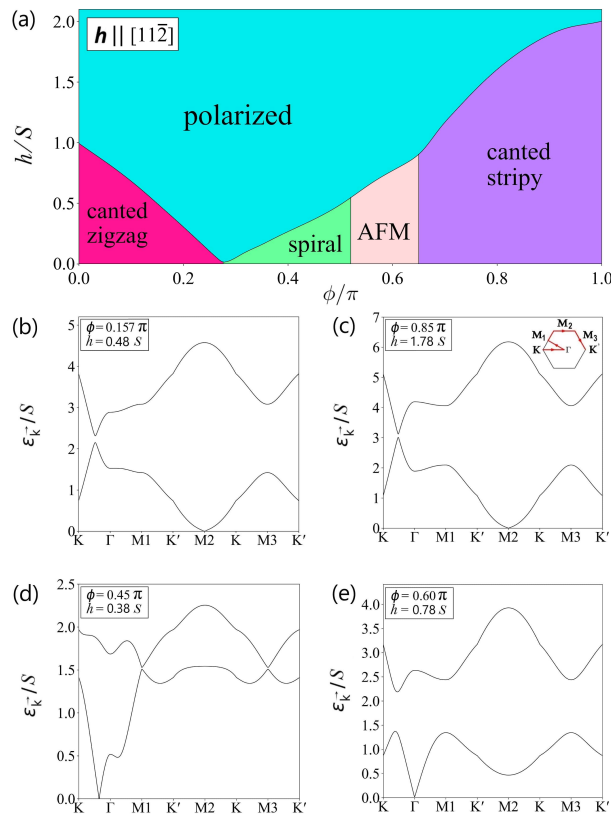 (a)
h || [112̄]
polarized
canted
zigzag
spiral
AFM
canted
stripy
h/S
2.0
1.5
1.0
0.5
0.0
0.0 0.2 0.4 0.6 0.8 1.0
ϕ/π
(b)
ϕ = 0.157 π
h = 0.48 S
ε_k⃗/S
5
4
3
2
1
0
K Γ M1 K′ M2 K M3 K′
(c)
ϕ = 0.85 π
h = 1.78 S
M₂
M₁ M₃
K Γ K′
ε_k⃗/S
7
6
5
4
3
2
1
0
K Γ M1 K′ M2 K M3 K′
(d)
ϕ = 0.45 π
h = 0.38 S
ε_k⃗/S
2.5
2.0
1.5
1.0
0.5
0.0
K Γ M1 K′ M2 K M3 K′
(e)
ϕ = 0.60 π
h = 0.78 S
ε_k⃗/S
4.0
3.5
3.0
2.5
2.0
1.5
1.0
0.5
0.0
K Γ M1 K′ M2 K M3 K′